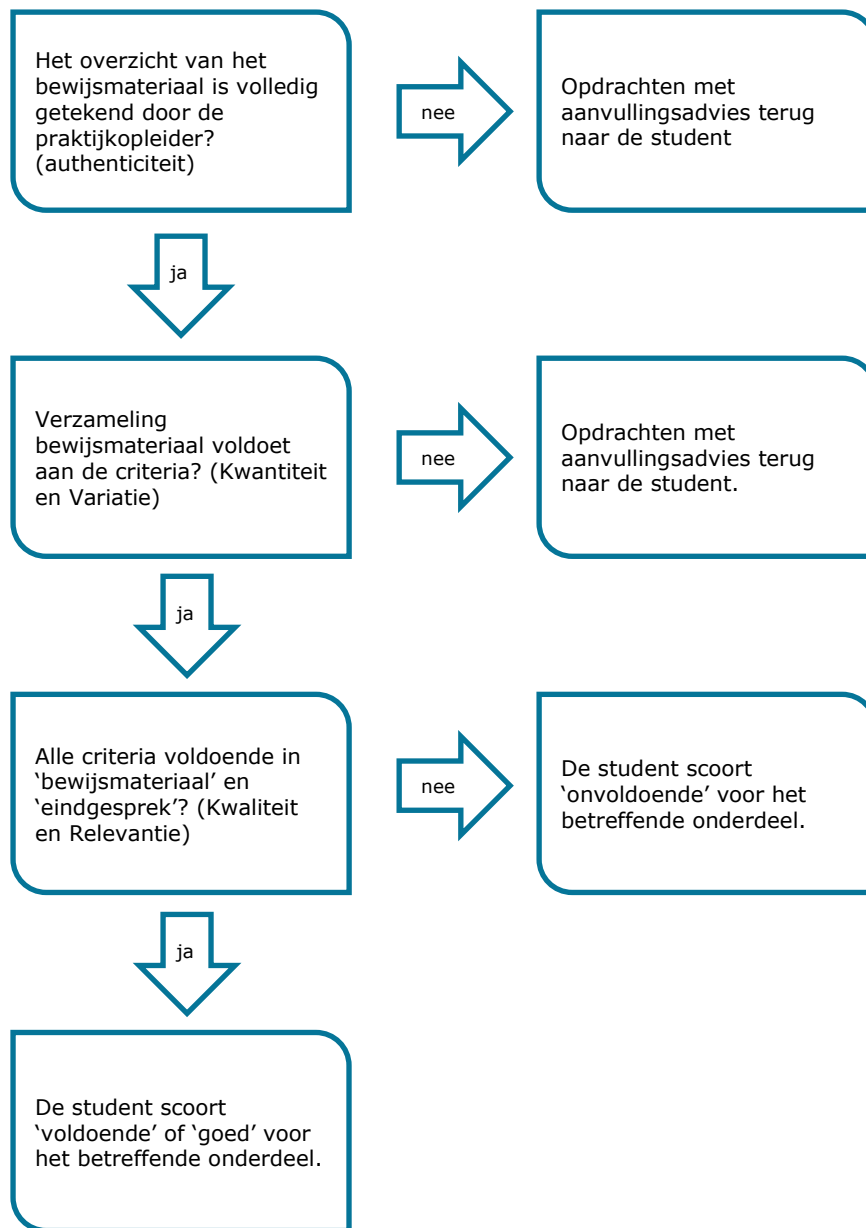 Het overzicht van het
bewijsmateriaal is volledig
getekend door de
praktijkopleider?
(authenticiteit)
nee
Opdrachten met
aanvullingsadvies terug
naar de student
ja
Verzameling
bewijsmateriaal voldoet
aan de criteria? (Kwantiteit
en Variatie)
nee
Opdrachten met
aanvullingsadvies terug
naar de student.
ja
Alle criteria voldoende in
‘bewijsmateriaal’ en
‘eindgesprek’? (Kwaliteit
en Relevantie)
nee
De student scoort
‘onvoldoende’ voor het
betreffende onderdeel.
ja
De student scoort
‘voldoende’ of ‘goed’ voor
het betreffende onderdeel.